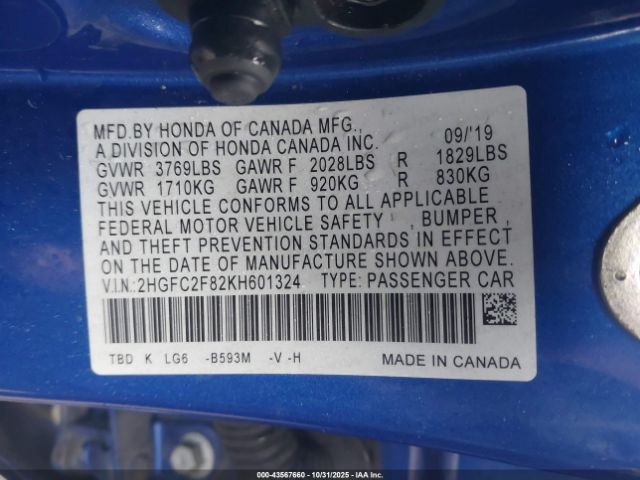 MFD.BY HONDA OF CANADA MFG., 09/'19
A DIVISION OF HONDA CANADA INC.
GVWR 3769LBS GAWR F 2028LBS R 1829LBS
GVWR 1710KG GAWR F 920KG R 830KG
THIS VEHICLE CONFORMS TO ALL APPLICABLE
FEDERAL MOTOR VEHICLE SAFETY , BUMPER ,
AND THEFT PREVENTION STANDARDS IN EFFECT
ON THE DATE OF MANUFACTURE SHOWN ABOVE.
V.I.N.:2HGFC2F82KH601324 TYPE: PASSENGER CAR
TBD K LG6 -B593M -V -H MADE IN CANADA
00-43567660 - 10/31/2025 - Copyright IAA, Inc.